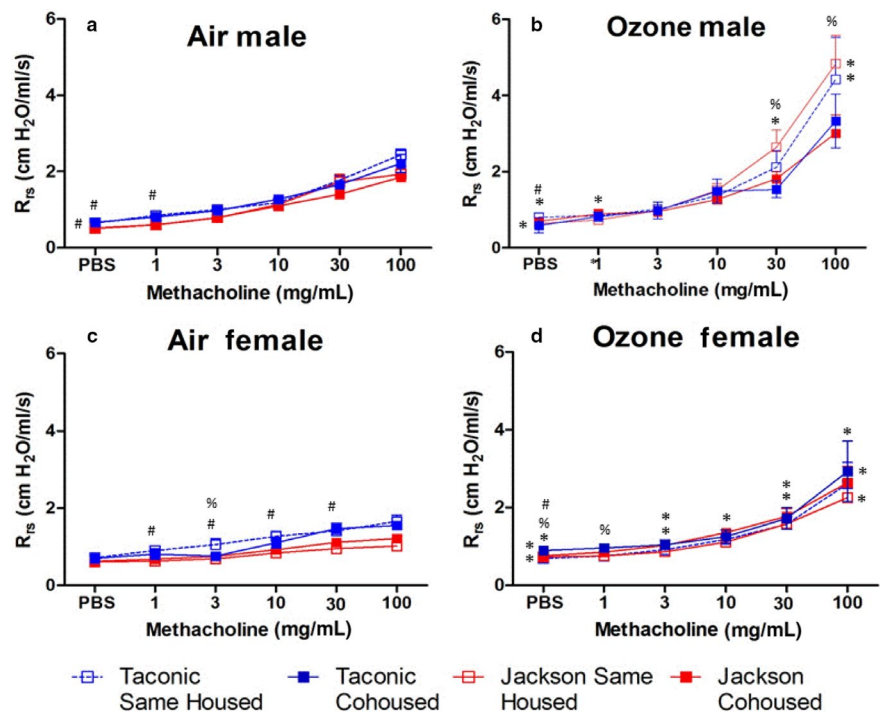 a
Air male
6
4
2
0
Rrs (cm H2O/ml/s)
#
#
#
PBS 1 3 10 30 100
Methacholine (mg/mL)
b
Ozone male
6
4
2
0
Rrs (cm H2O/ml/s)
%
*
*
%
*
#
*
*
*
PBS *1 3 10 30 100
Methacholine (mg/mL)
c
Air female
6
4
2
0
Rrs (cm H2O/ml/s)
%
#
#
#
#
PBS 1 3 10 30 100
Methacholine (mg/mL)
d
Ozone female
6
4
2
0
Rrs (cm H2O/ml/s)
*
*
*
*
*
*
*
*
%
#
%
*
*
*
PBS 1 3 10 30 100
Methacholine (mg/mL)
Taconic
Same Housed
Taconic
Cohoused
Jackson Same
Housed
Jackson
Cohoused